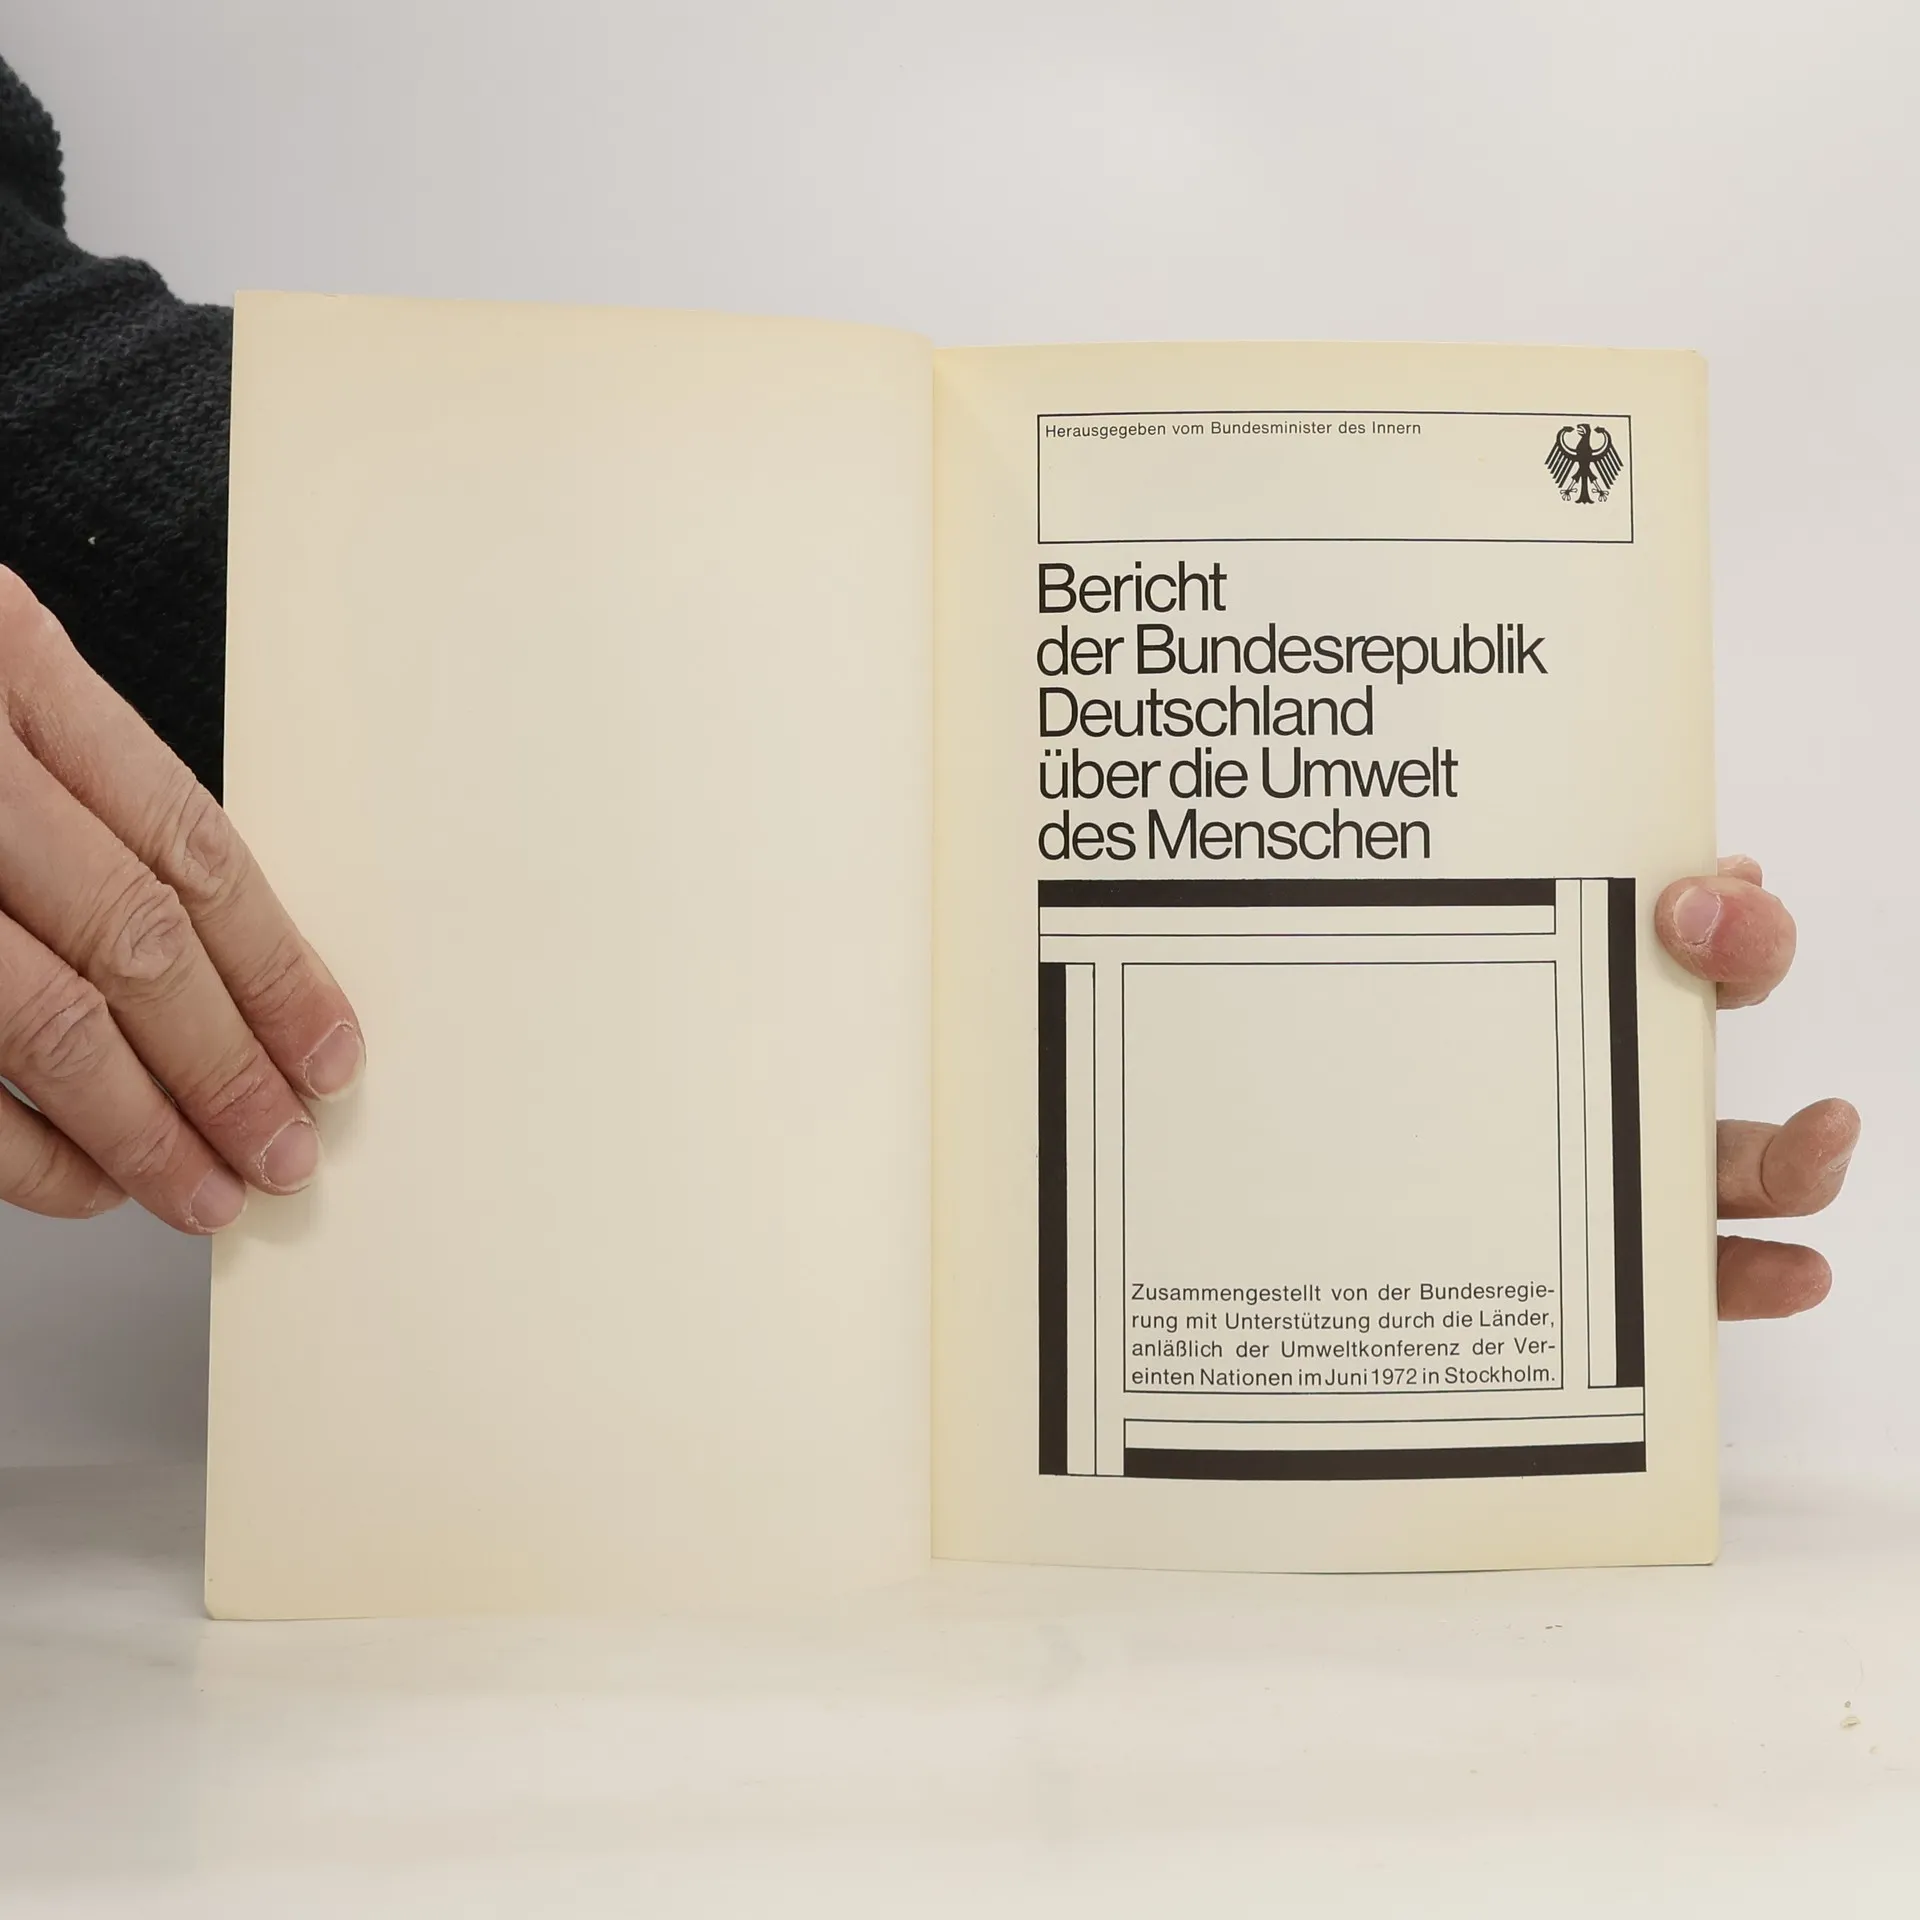 Herausgegeben vom Bundesminister des Innern
Bericht
der Bundesrepublik
Deutschland
über die Umwelt
des Menschen
Zusammengestellt von der Bundesregie-
rung mit Unterstützung durch die Länder,
anläßlich der Umweltkonferenz der Ver-
einten Nationen im Juni 1972 in Stockholm.